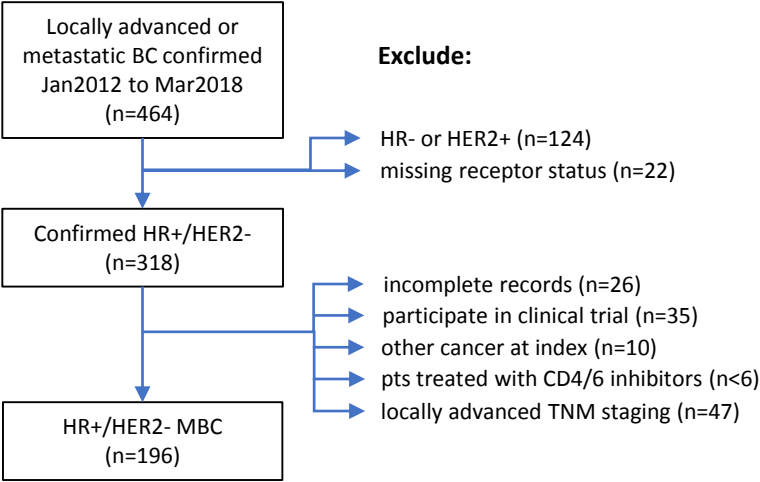 Locally advanced or
metastatic BC confirmed
Jan2012 to Mar2018
(n=464)
Exclude:
HR- or HER2+ (n=124)
missing receptor status (n=22)
Confirmed HR+/HER2-
(n=318)
incomplete records (n=26)
participate in clinical trial (n=35)
other cancer at index (n=10)
pts treated with CD4/6 inhibitors (n<6)
locally advanced TNM staging (n=47)
HR+/HER2- MBC
(n=196)